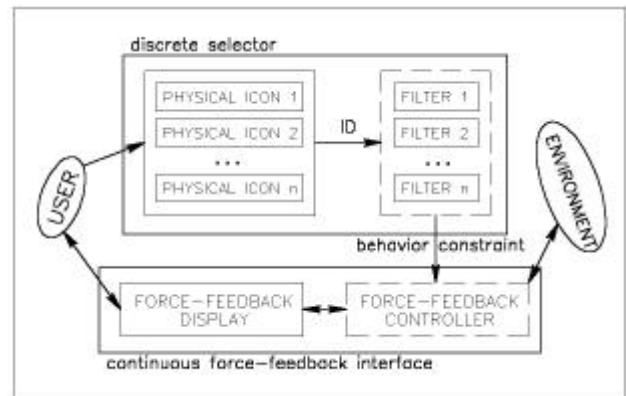 discrete selector
PHYSICAL ICON 1
PHYSICAL ICON 2
...
PHYSICAL ICON n
ID
FILTER 1
FILTER 2
...
FILTER n
USER
ENVIRONMENT
behavior constraint
FORCE-FEEDBACK
DISPLAY
FORCE-FEEDBACK
CONTROLLER
continuous force-feedback interface